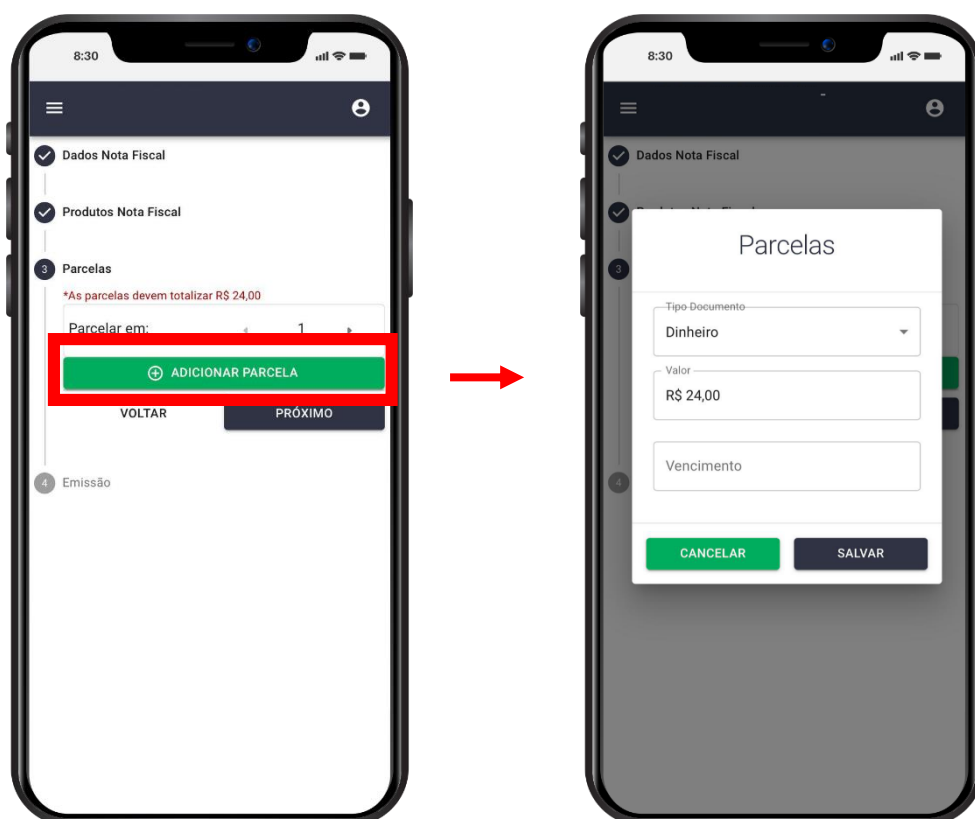 8:30
Dados Nota Fiscal
Produtos Nota Fiscal
3 Parcelas
*As parcelas devem totalizar R$ 24,00
Parcelar em: 1
ADICIONAR PARCELA
VOLTAR PRÓXIMO
4 Emissão
8:30
Dados Nota Fiscal
3
Parcelas
Tipo Documento
Dinheiro
Valor
R$ 24,00
Vencimento
4
CANCELAR SALVAR